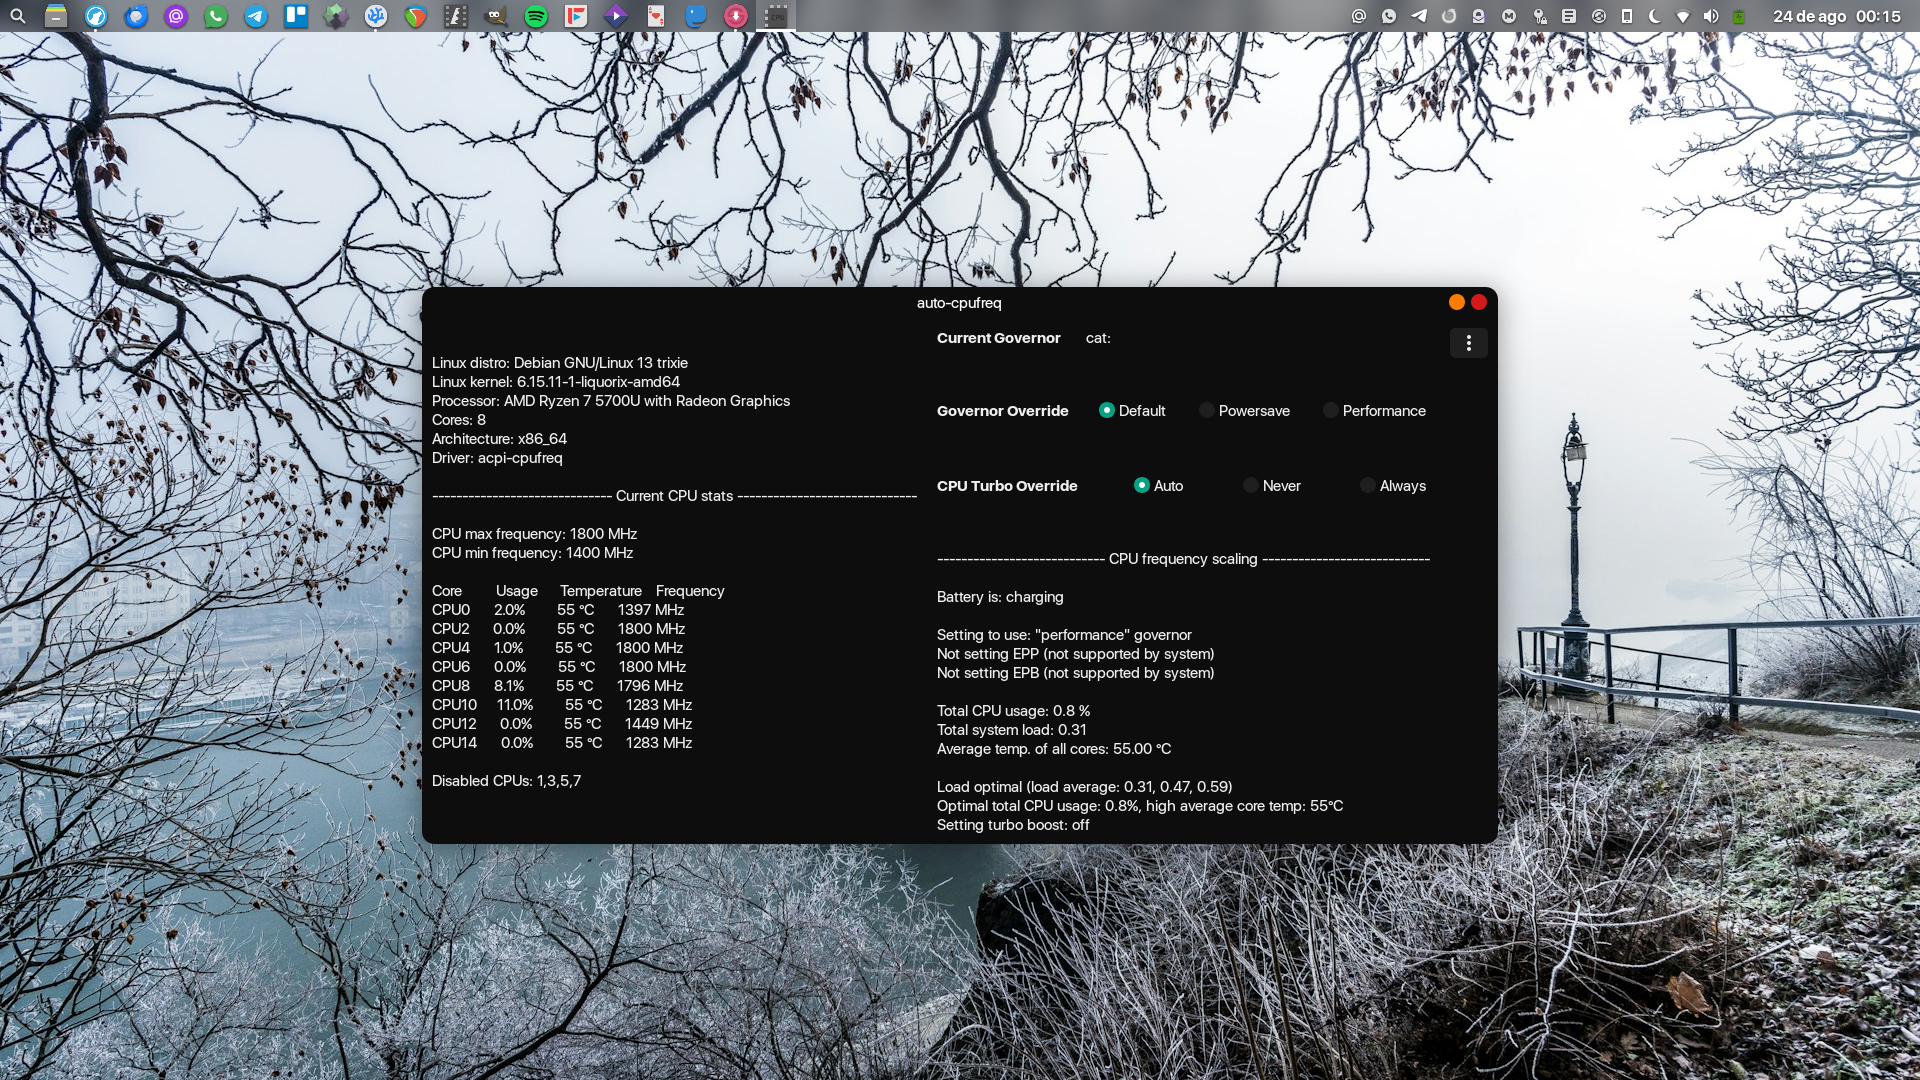 24 de ago 00:15
auto-cpufreq
Linux distro: Debian GNU/Linux 13 trixie
Linux kernel: 6.15.11-1-liquorix-amd64
Processor: AMD Ryzen 7 5700U with Radeon Graphics
Cores: 8
Architecture: x86_64
Driver: acpi-cpufreq
------------------------------ Current CPU stats ------------------------------
CPU max frequency: 1800 MHz
CPU min frequency: 1400 MHz
Core Usage Temperature Frequency
CPU0 2.0% 55 °C 1397 MHz
CPU2 0.0% 55 °C 1800 MHz
CPU4 1.0% 55 °C 1800 MHz
CPU6 0.0% 55 °C 1800 MHz
CPU8 8.1% 55 °C 1796 MHz
CPU10 11.0% 55 °C 1283 MHz
CPU12 0.0% 55 °C 1449 MHz
CPU14 0.0% 55 °C 1283 MHz
Disabled CPUs: 1,3,5,7
Current Governor cat:
Governor Override Default Powersave Performance
CPU Turbo Override Auto Never Always
---------------------------- CPU frequency scaling ----------------------------
Battery is: charging
Setting to use: "performance" governor
Not setting EPP (not supported by system)
Not setting EPB (not supported by system)
Total CPU usage: 0.8 %
Total system load: 0.31
Average temp. of all cores: 55.00 °C
Load optimal (load average: 0.31, 0.47, 0.59)
Optimal total CPU usage: 0.8%, high average core temp: 55°C
Setting turbo boost: off